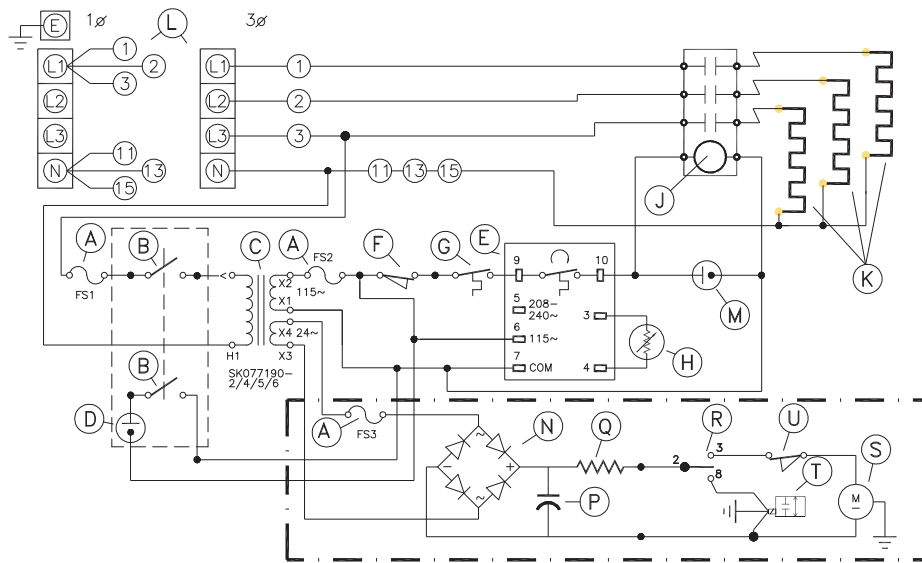 E 1ø L 3ø
L1 1 2 3 L1 1
L2 L2 2
L3 L3 3
N 11 13 15 N 11 13 15
J
K
A B C A FS2 F G E 9 10
FS1 < X2 115~ X1 M
5 208-240~
6 115~ 3
X4 24~
H1 X3 7 COM 4 H
SK077190-
2/4/5/6
B
D A FS3 N Q R 3 U S
~ - + ~ 2 8 T
P M